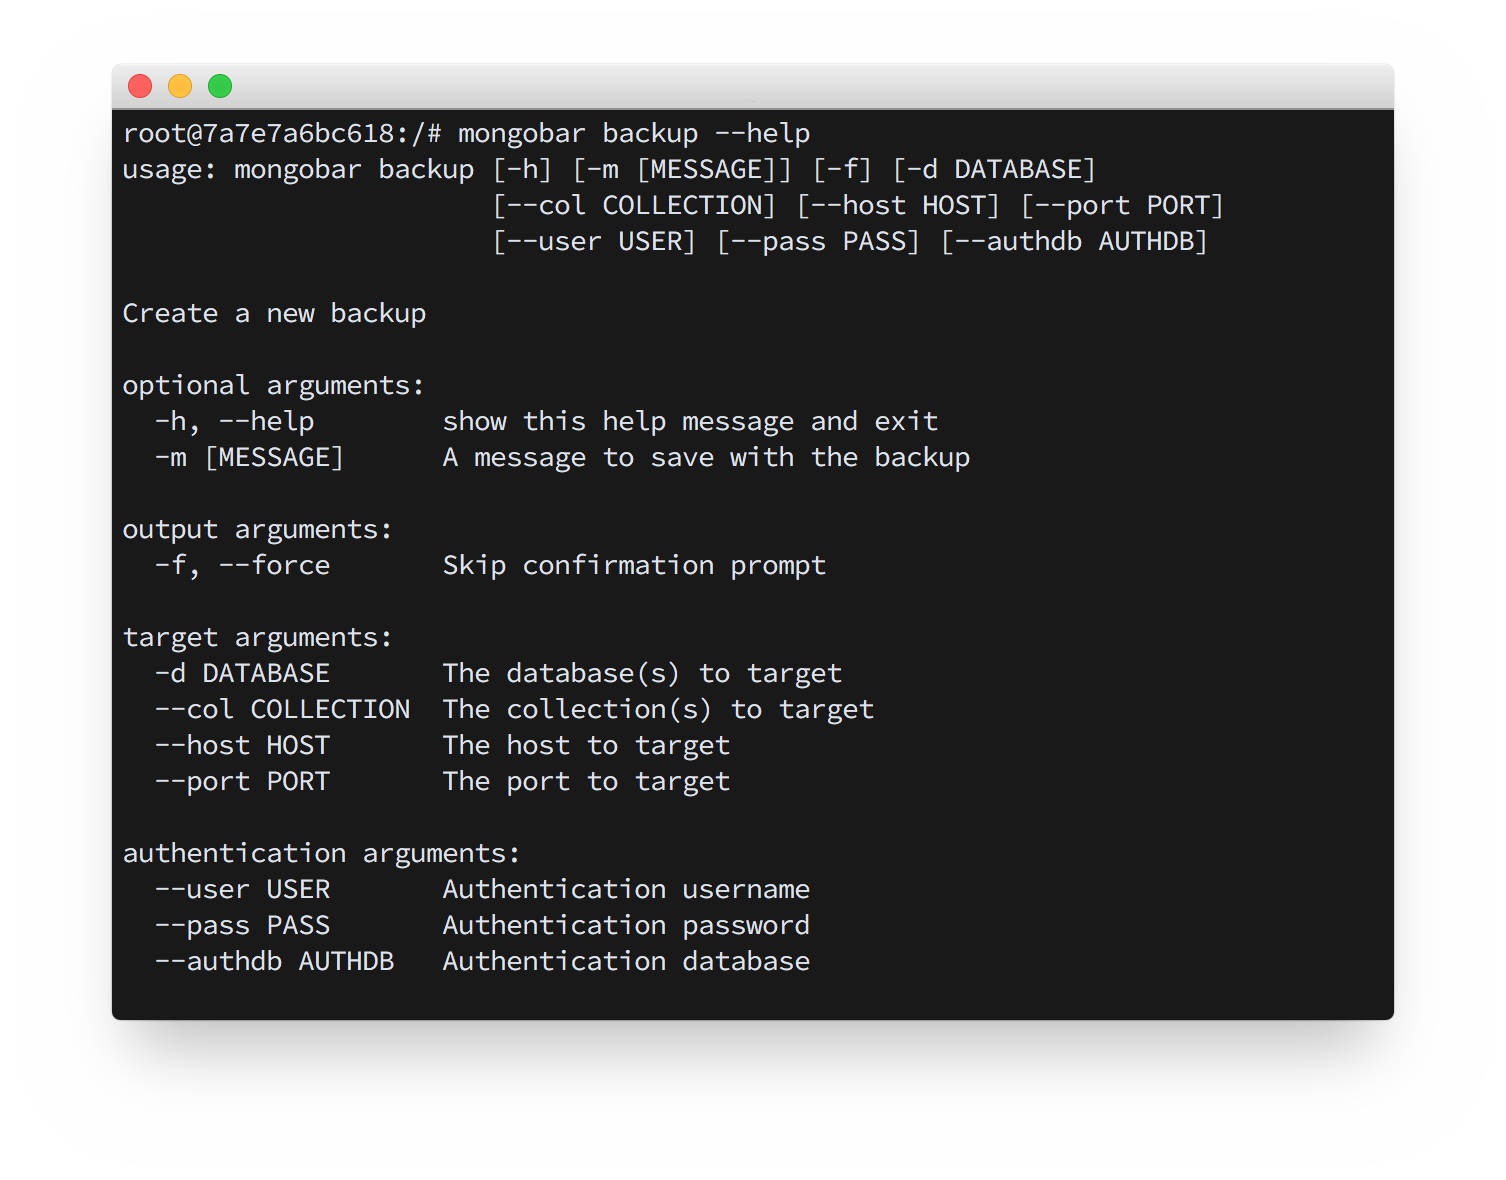 root@7a7e7a6bc618:/# mongobar backup --help
usage: mongobar backup [-h] [-m [MESSAGE]] [-f] [-d DATABASE]
                       [--col COLLECTION] [--host HOST] [--port PORT]
                       [--user USER] [--pass PASS] [--authdb AUTHDB]

Create a new backup

optional arguments:
  -h, --help        show this help message and exit
  -m [MESSAGE]      A message to save with the backup

output arguments:
  -f, --force       Skip confirmation prompt

target arguments:
  -d DATABASE       The database(s) to target
  --col COLLECTION  The collection(s) to target
  --host HOST       The host to target
  --port PORT       The port to target

authentication arguments:
  --user USER       Authentication username
  --pass PASS       Authentication password
  --authdb AUTHDB   Authentication database